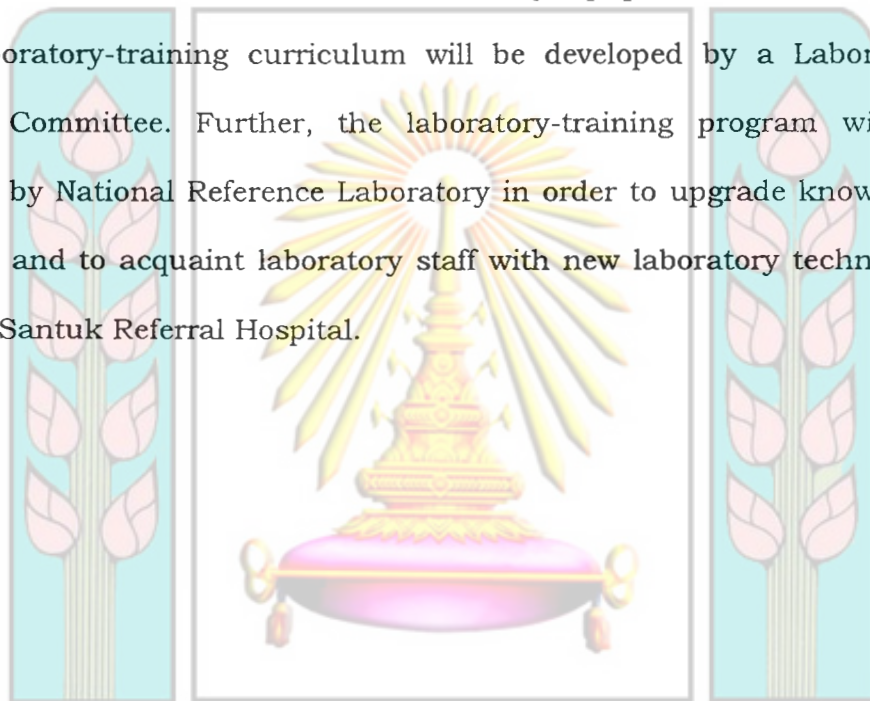 oratory-training curriculum will be developed by a Labor
Committee. Further, the laboratory-training program wi
by National Reference Laboratory in order to upgrade know
and to acquaint laboratory staff with new laboratory techn
Santuk Referral Hospital.